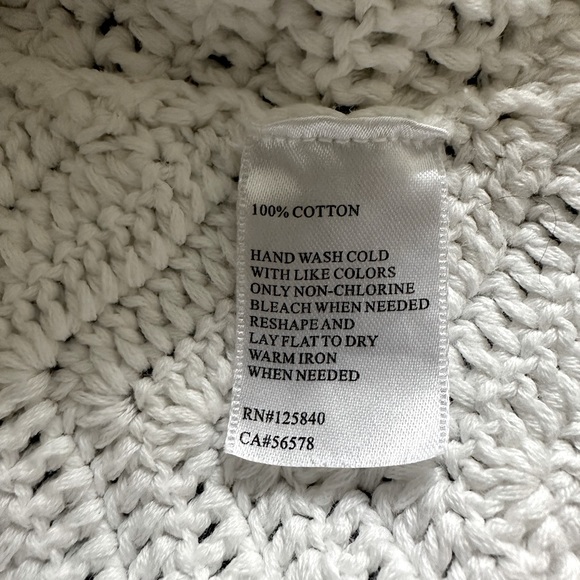 100% COTTON
HAND WASH COLD
WITH LIKE COLORS
ONLY NON-CHLORINE
BLEACH WHEN NEEDED
RESHAPE AND
LAY FLAT TO DRY
WARM IRON
WHEN NEEDED
RN#125840
CA#56578